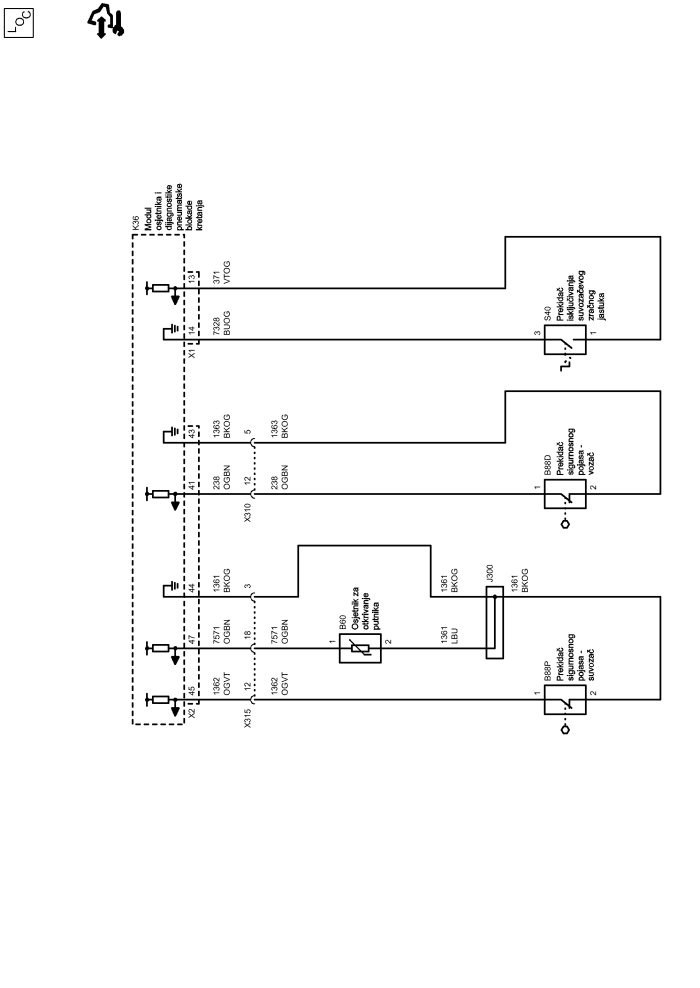 LOC
K36
Modul
osjetnika i
dijagnostike
pneumatske
blokade
kretanja
X2
45
1362
OGVT
X315
12
1362
OGVT
47
7571
OGBN
18
7571
OGBN
44
1361
BKOG
3
B60
Osjetnik za
otkrivanje
putnika
1
2
1361
LBU
1361
BKOG
J300
1361
BKOG
B88P
Prekidač
sigurnosnog
pojasa -
suvozač
1
2
41
238
OGBN
X310
12
238
OGBN
43
1363
BKOG
5
1363
BKOG
B88D
Prekidač
sigurnosnog
pojasa -
vozač
1
2
X1
14
7328
BUOG
13
371
VTOG
S40
Prekidač
isključivanja
suvozačevog
zračnog
jastuka
3
1